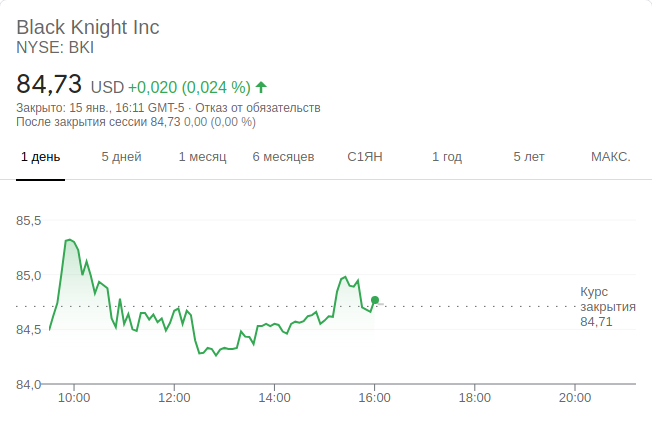 Black Knight Inc
NYSE: BKI
84,73 USD +0,020 (0,024 %)
Закрыто: 15 янв., 16:11 GMT-5 · Отказ от обязательств
После закрытия сессии 84,73 0,00 (0,00 %)
1 день 5 дней 1 месяц 6 месяцев С1ЯН 1 год 5 лет МАКС.
85,5
85,0
84,5
84,0
Курс
закрытия
84,71
10:00 12:00 14:00 16:00 18:00 20:00